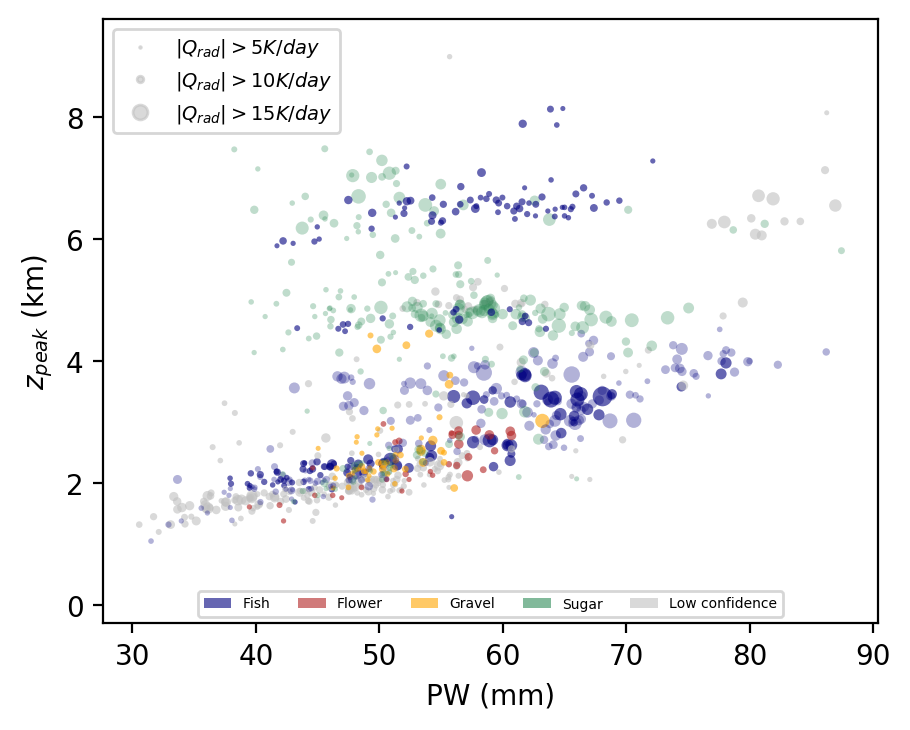 |Q_rad| > 5K/day
|Q_rad| > 10K/day
|Q_rad| > 15K/day
8
6
4
2
0
z_peak (km)
Fish Flower Gravel Sugar Low confidence
30 40 50 60 70 80 90
PW (mm)